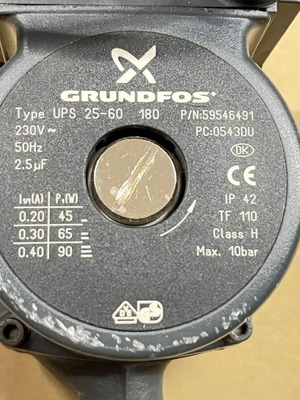 GRUNDFOS
Type UPS 25-60 180 P/N:59546491
230V~ PC:0543DU
50Hz DK
2.5µF CE
IP 42
I1/1(A) P1(W) TF 110
0.20 45 Class H
0.30 65 Max. 10bar
0.40 90